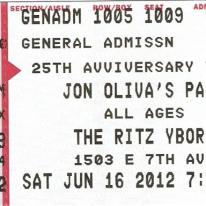 SECTION/AISLE ROW/BOX SEAT
GENADM 1005 1009
GENERAL ADMISSN
25TH AVVIVERSARY
JON OLIVA'S PA
ALL AGES
THE RITZ YBOR
1503 E 7TH AV
SAT JUN 16 2012 7: